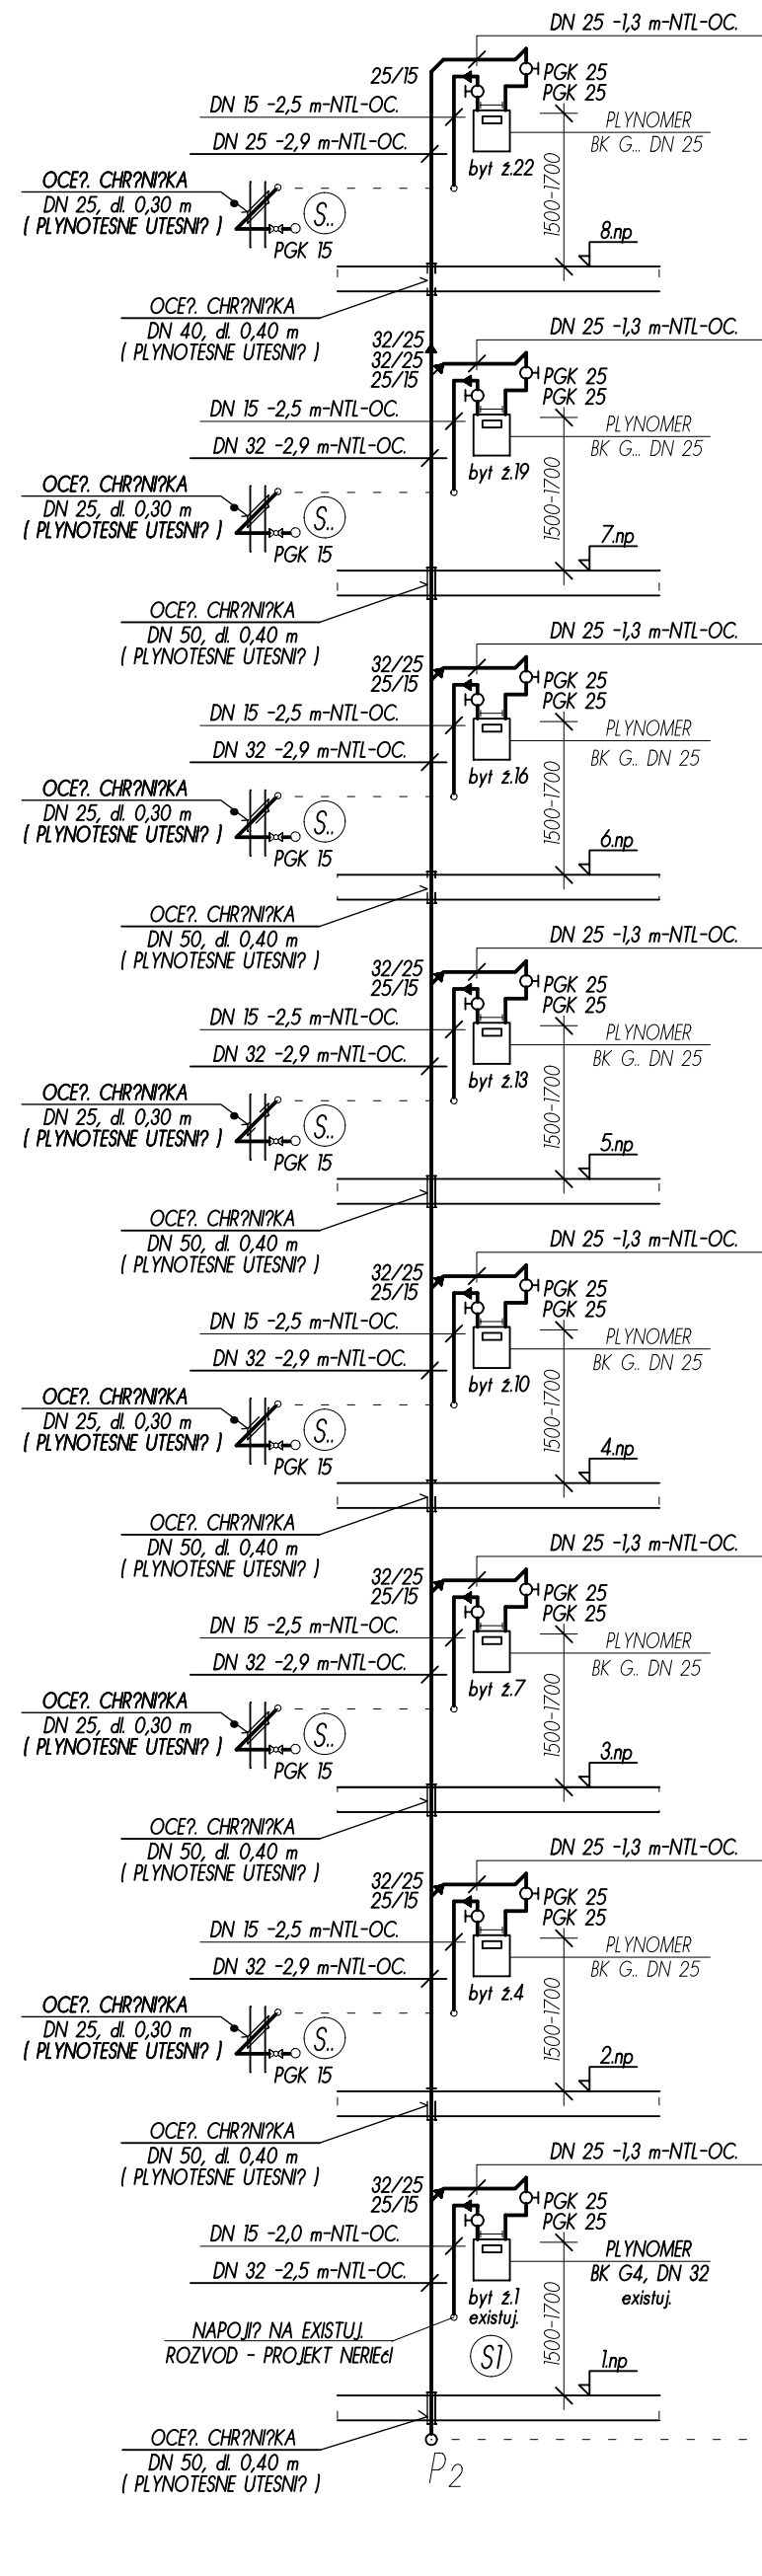 DN 25 -1,3 m-NTL-OC.
25/15
PGK 25
PGK 25
DN 15 -2,5 m-NTL-OC.
PLYNOMER
DN 25 -2,9 m-NTL-OC.
BK G.. DN 25
byt ž.22
1500-1700
OCE?. CHR?NI?KA
DN 25, dl. 0,30 m
( PLYNOTESNE UTESNI? )
S..
PGK 15
8.np
OCE?. CHR?NI?KA
DN 40, dl. 0,40 m
( PLYNOTESNE UTESNI? )
DN 25 -1,3 m-NTL-OC.
32/25
32/25
25/15
PGK 25
PGK 25
DN 15 -2,5 m-NTL-OC.
PLYNOMER
DN 32 -2,9 m-NTL-OC.
BK G.. DN 25
byt ž.19
1500-1700
OCE?. CHR?NI?KA
DN 25, dl. 0,30 m
( PLYNOTESNE UTESNI? )
S..
PGK 15
7.np
OCE?. CHR?NI?KA
DN 50, dl. 0,40 m
( PLYNOTESNE UTESNI? )
DN 25 -1,3 m-NTL-OC.
32/25
25/15
PGK 25
PGK 25
DN 15 -2,5 m-NTL-OC.
PLYNOMER
DN 32 -2,9 m-NTL-OC.
BK G.. DN 25
byt ž.16
1500-1700
OCE?. CHR?NI?KA
DN 25, dl. 0,30 m
( PLYNOTESNE UTESNI? )
S..
PGK 15
6.np
OCE?. CHR?NI?KA
DN 50, dl. 0,40 m
( PLYNOTESNE UTESNI? )
DN 25 -1,3 m-NTL-OC.
32/25
25/15
PGK 25
PGK 25
DN 15 -2,5 m-NTL-OC.
PLYNOMER
DN 32 -2,9 m-NTL-OC.
BK G.. DN 25
byt ž.13
1500-1700
OCE?. CHR?NI?KA
DN 25, dl. 0,30 m
( PLYNOTESNE UTESNI? )
S..
PGK 15
5.np
OCE?. CHR?NI?KA
DN 50, dl. 0,40 m
( PLYNOTESNE UTESNI? )
DN 25 -1,3 m-NTL-OC.
32/25
25/15
PGK 25
PGK 25
DN 15 -2,5 m-NTL-OC.
PLYNOMER
DN 32 -2,9 m-NTL-OC.
BK G.. DN 25
byt ž.10
1500-1700
OCE?. CHR?NI?KA
DN 25, dl. 0,30 m
( PLYNOTESNE UTESNI? )
S..
PGK 15
4.np
OCE?. CHR?NI?KA
DN 50, dl. 0,40 m
( PLYNOTESNE UTESNI? )
DN 25 -1,3 m-NTL-OC.
32/25
25/15
PGK 25
PGK 25
DN 15 -2,5 m-NTL-OC.
PLYNOMER
DN 32 -2,9 m-NTL-OC.
BK G.. DN 25
byt ž.7
1500-1700
OCE?. CHR?NI?KA
DN 25, dl. 0,30 m
( PLYNOTESNE UTESNI? )
S..
PGK 15
3.np
OCE?. CHR?NI?KA
DN 50, dl. 0,40 m
( PLYNOTESNE UTESNI? )
DN 25 -1,3 m-NTL-OC.
32/25
25/15
PGK 25
PGK 25
DN 15 -2,5 m-NTL-OC.
PLYNOMER
DN 32 -2,9 m-NTL-OC.
BK G.. DN 25
byt ž.4
1500-1700
OCE?. CHR?NI?KA
DN 25, dl. 0,30 m
( PLYNOTESNE UTESNI? )
S..
PGK 15
2.np
OCE?. CHR?NI?KA
DN 50, dl. 0,40 m
( PLYNOTESNE UTESNI? )
DN 25 -1,3 m-NTL-OC.
32/25
25/15
PGK 25
PGK 25
DN 15 -2,0 m-NTL-OC.
PLYNOMER
DN 32 -2,5 m-NTL-OC.
BK G4, DN 32
existuj.
byt ž.1
existuj.
1500-1700
NAPOJI? NA EXISTUJ.
ROZVOD - PROJEKT NERIEčI
S1
1.np
OCE?. CHR?NI?KA
DN 50, dl. 0,40 m
( PLYNOTESNE UTESNI? )
P2